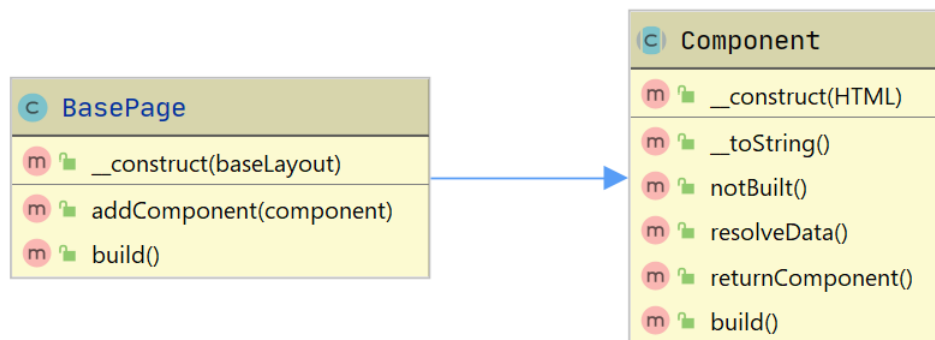 BasePage
__construct(baseLayout)
addComponent(component)
build()
Component
__construct(HTML)
__toString()
notBuilt()
resolveData()
returnComponent()
build()